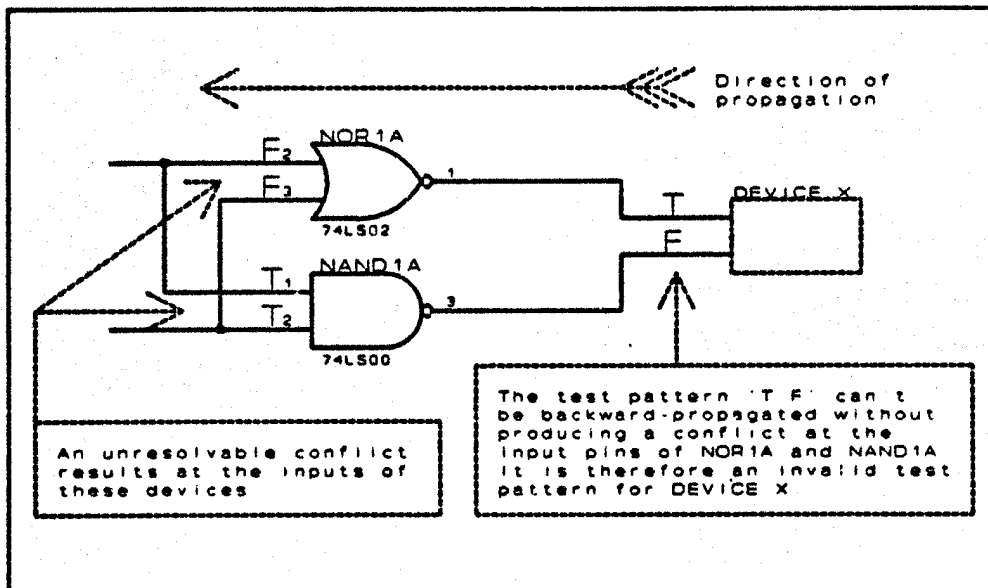 Direction of
propagation
NOR1A
F2
F3
1
74LS02
T
DEVICE X
F
NAND1A
T1
T2
3
74LS00
The test pattern 'T F' can't
be backward-propagated without
producing a conflict at the
input pins of NOR1A and NAND1A
It is therefore an invalid test
pattern for DEVICE X
An unresolvable conflict
results at the inputs of
these devices